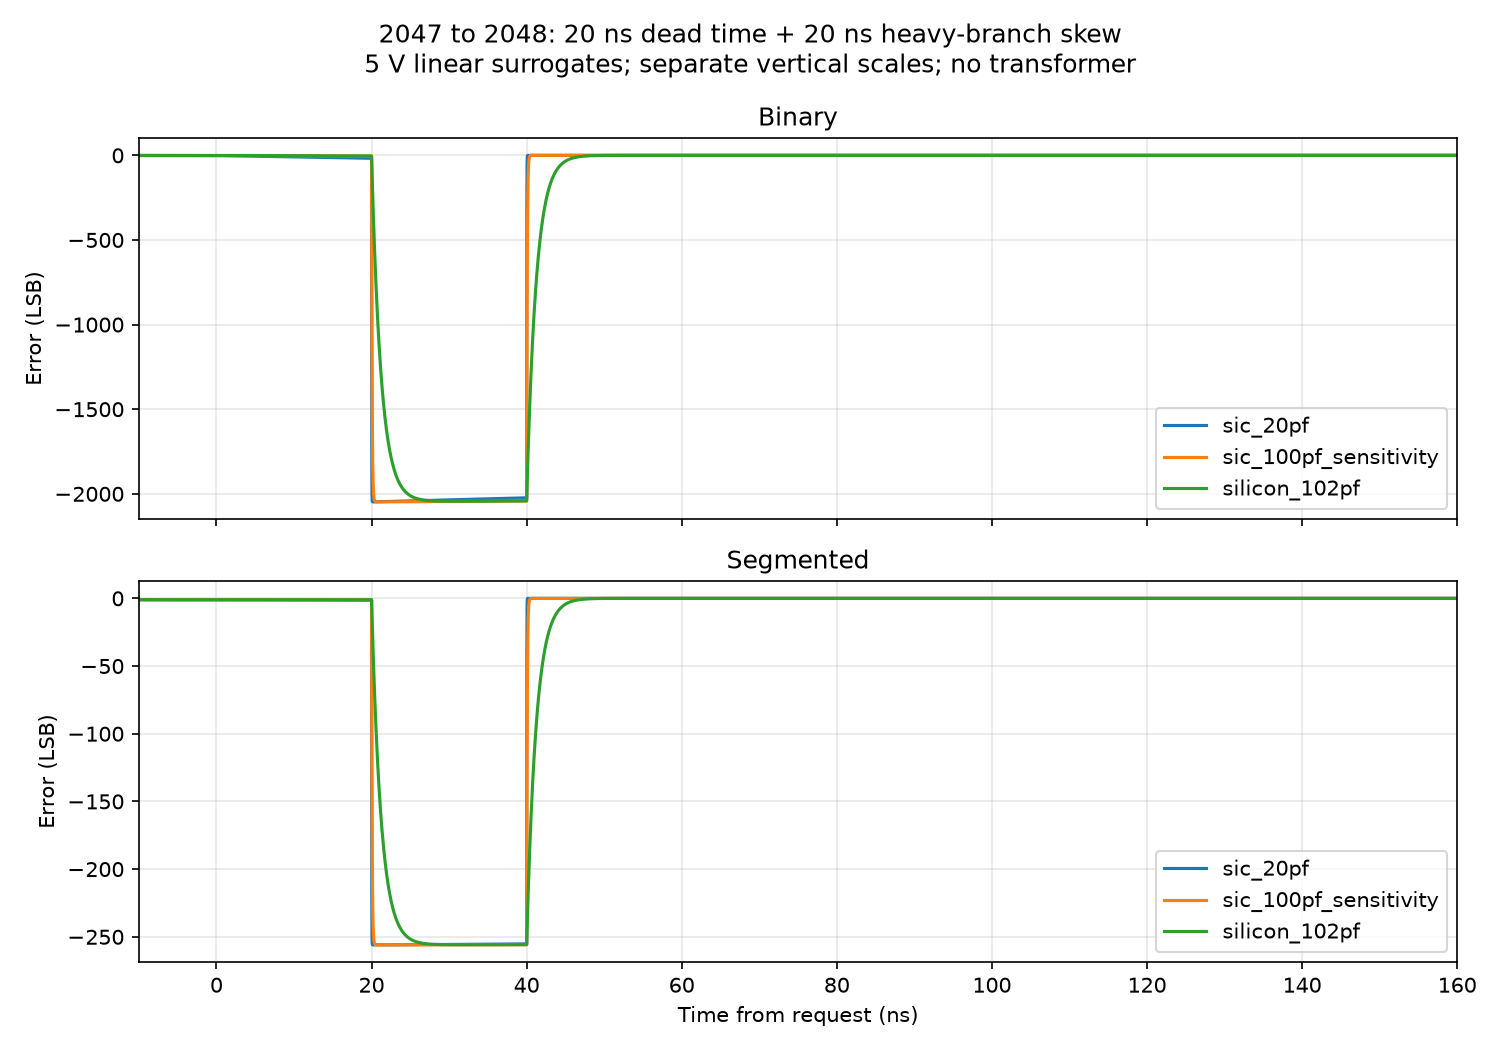 2047 to 2048: 20 ns dead time + 20 ns heavy-branch skew
5 V linear surrogates; separate vertical scales; no transformer
Binary
0
−500
−1000
−1500
−2000
Error (LSB)
sic_20pf
sic_100pf_sensitivity
silicon_102pf
Segmented
0
−50
−100
−150
−200
−250
Error (LSB)
sic_20pf
sic_100pf_sensitivity
silicon_102pf
0 20 40 60 80 100 120 140 160
Time from request (ns)